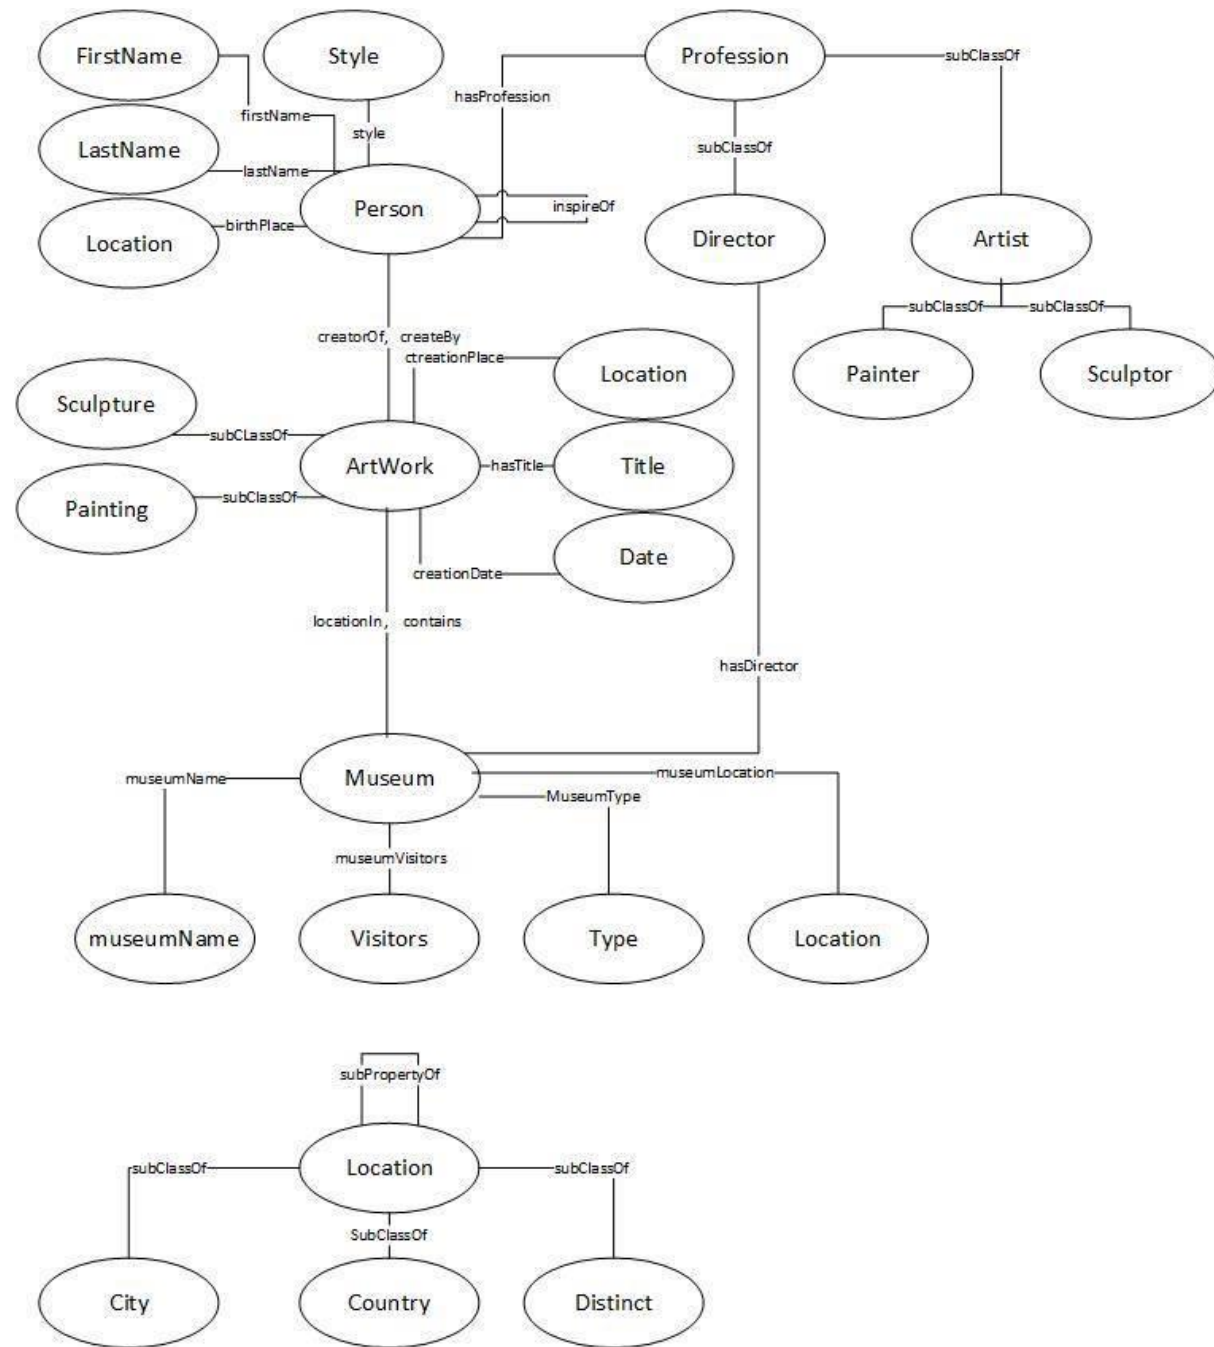 FirstName
Style
Profession
subClassOf
hasProfession
firstName
style
LastName
subClassOf
lastName
Person
inspireOf
Director
Artist
birthPlace
Location
subClassOf
subClassOf
creatorOf, createBy
ctreationPlace
Location
Painter
Sculptor
Sculpture
subCLassOf
ArtWork
hasTitle
Title
Painting
subClassOf
Date
creationDate
locationIn, contains
hasDirector
museumName
Museum
museumLocation
MuseumType
museumVisitors
museumName
Visitors
Type
Location
subPropertyOf
subClassOf
Location
subClassOf
SubClassOf
City
Country
Distinct